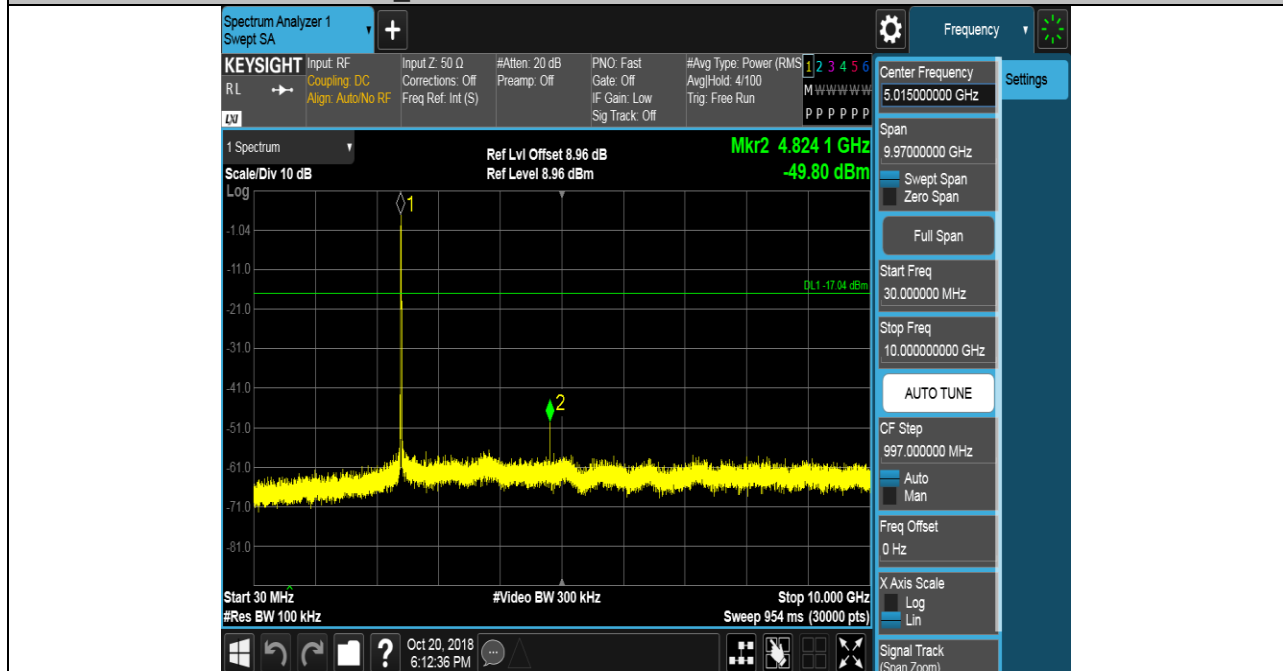 Spectrum Analyzer 1
Swept SA
+
Frequency
KEYSIGHT
RL
LXI
Input: RF
Coupling: DC
Align: Auto/No RF
Input Z: 50 Ω
Corrections: Off
Freq Ref: Int (S)
#Atten: 20 dB
Preamp: Off
PNO: Fast
Gate: Off
IF Gain: Low
Sig Track: Off
#Avg Type: Power (RMS
Avg|Hold: 4/100
Trig: Free Run
1 2 3 4 5 6
M W W W W W
P P P P P P
1 Spectrum
Scale/Div 10 dB
Log
Ref Lvl Offset 8.96 dB
Ref Level 8.96 dBm
Mkr2 4.824 1 GHz
-49.80 dBm
1
-1.04
-11.0
DL1 -17.04 dBm
-21.0
-31.0
-41.0
2
-51.0
-61.0
-71.0
-81.0
Start 30 MHz
#Video BW 300 kHz
Stop 10.000 GHz
#Res BW 100 kHz
Sweep 954 ms (30000 pts)
?
Oct 20, 2018
6:12:36 PM
Center Frequency
5.015000000 GHz
Settings
Span
9.97000000 GHz
Swept Span
Zero Span
Full Span
Start Freq
30.000000 MHz
Stop Freq
10.000000000 GHz
AUTO TUNE
CF Step
997.000000 MHz
Auto
Man
Freq Offset
0 Hz
X Axis Scale
Log
Lin
Signal Track
(Span Zoom)